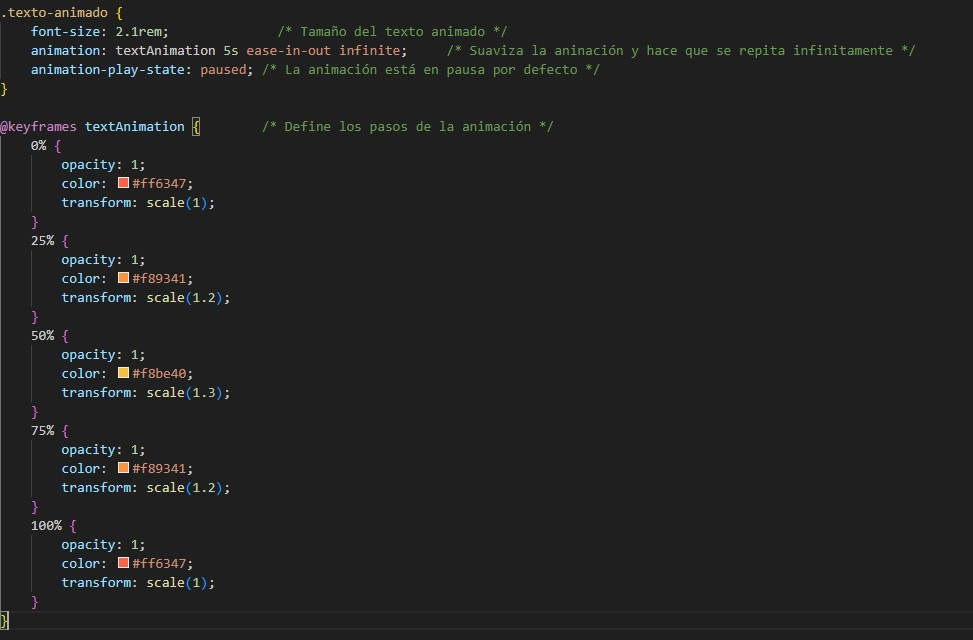 .texto-animado {
    font-size: 2.1rem;              /* Tamaño del texto animado */
    animation: textAnimation 5s ease-in-out infinite;     /* Suaviza la aninación y hace que se repita infinitamente */
    animation-play-state: paused; /* La animación está en pausa por defecto */
}

@keyframes textAnimation {        /* Define los pasos de la animación */
    0% {
        opacity: 1;
        color: #ff6347;
        transform: scale(1);
    }
    25% {
        opacity: 1;
        color: #f89341;
        transform: scale(1.2);
    }
    50% {
        opacity: 1;
        color: #f8be40;
        transform: scale(1.3);
    }
    75% {
        opacity: 1;
        color: #f89341;
        transform: scale(1.2);
    }
    100% {
        opacity: 1;
        color: #ff6347;
        transform: scale(1);
    }
}